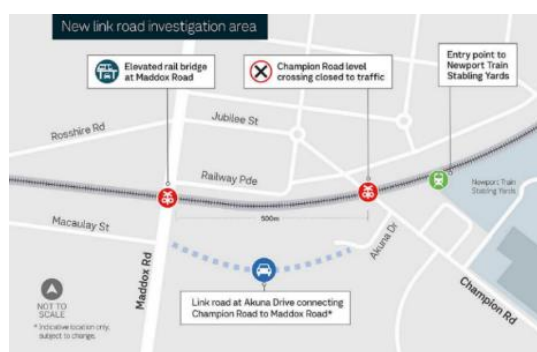 New link road investigation area
Elevated rail bridge
at Maddox Road
Champion Road level
crossing closed to traffic
Entry point to
Newport Train
Stabling Yards
Rosshire Rd
Jubilee St
Railway Pde
Newport Train
Stabling Yards
500m
Macaulay St
Maddox Rd
Akuna Dr
Champion Rd
NOT TO
SCALE
* Indicative location only,
subject to change.
Link road at Akuna Drive connecting
Champion Road to Maddox Road*